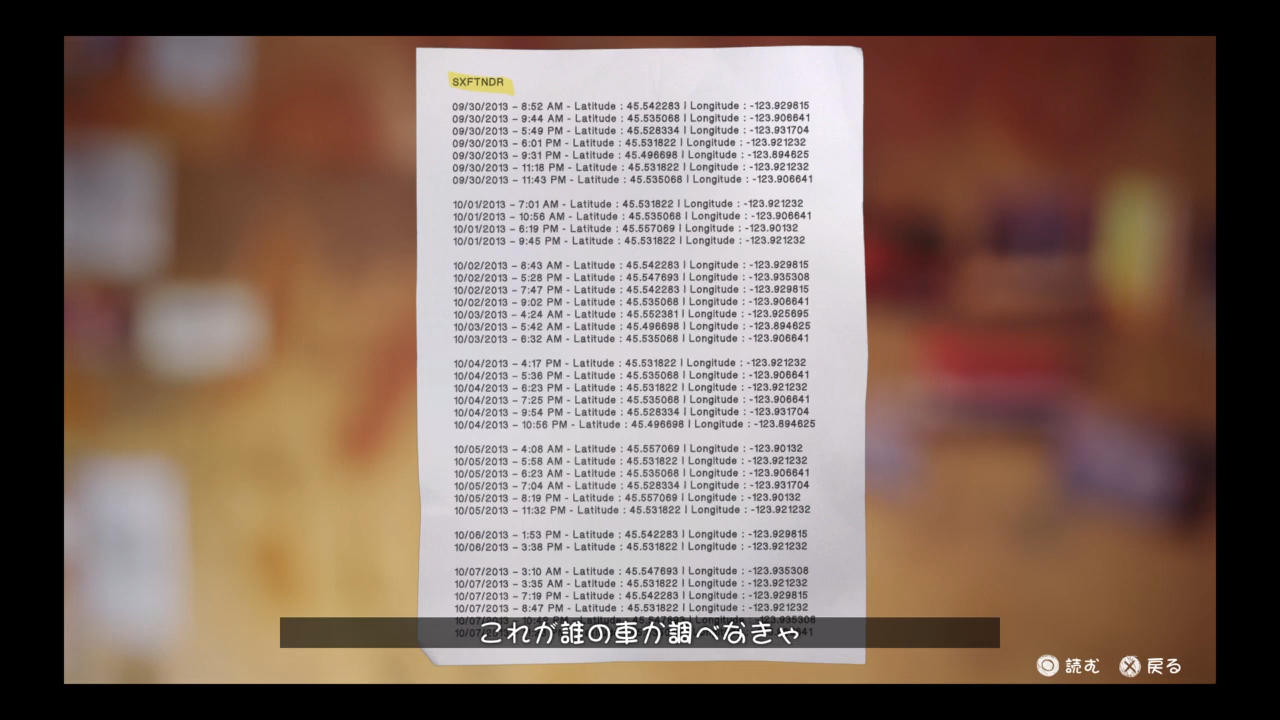 SXFTNDR
09/30/2013 - 8:52 AM - Latitude : 45.542283 | Longitude : -123.929815
09/30/2013 - 9:44 AM - Latitude : 45.535068 | Longitude : -123.906641
09/30/2013 - 5:49 PM - Latitude : 45.528334 | Longitude : -123.931704
09/30/2013 - 6:01 PM - Latitude : 45.531822 | Longitude : -123.921232
09/30/2013 - 9:31 PM - Latitude : 45.496698 | Longitude : -123.894625
09/30/2013 - 11:18 PM - Latitude : 45.531822 | Longitude : -123.921232
09/30/2013 - 11:43 PM - Latitude : 45.535068 | Longitude : -123.906641
10/01/2013 - 7:01 AM - Latitude : 45.531822 | Longitude : -123.921232
10/01/2013 - 10:56 AM - Latitude : 45.535068 | Longitude : -123.906641
10/01/2013 - 6:19 PM - Latitude : 45.557069 | Longitude : -123.90132
10/01/2013 - 9:45 PM - Latitude : 45.531822 | Longitude : -123.921232
10/02/2013 - 8:43 AM - Latitude : 45.542283 | Longitude : -123.929815
10/02/2013 - 5:28 PM - Latitude : 45.547693 | Longitude : -123.935308
10/02/2013 - 7:47 PM - Latitude : 45.542283 | Longitude : -123.929815
10/02/2013 - 9:02 PM - Latitude : 45.535068 | Longitude : -123.906641
10/03/2013 - 4:24 AM - Latitude : 45.552381 | Longitude : -123.925695
10/03/2013 - 5:42 AM - Latitude : 45.496698 | Longitude : -123.894625
10/03/2013 - 6:32 AM - Latitude : 45.535068 | Longitude : -123.906641
10/04/2013 - 4:17 PM - Latitude : 45.531822 | Longitude : -123.921232
10/04/2013 - 5:36 PM - Latitude : 45.535068 | Longitude : -123.906641
10/04/2013 - 6:23 PM - Latitude : 45.531822 | Longitude : -123.921232
10/04/2013 - 7:25 PM - Latitude : 45.535068 | Longitude : -123.906641
10/04/2013 - 9:54 PM - Latitude : 45.528334 | Longitude : -123.931704
10/04/2013 - 10:56 PM - Latitude : 45.496698 | Longitude : -123.894625
10/05/2013 - 4:08 AM - Latitude : 45.557069 | Longitude : -123.90132
10/05/2013 - 5:58 AM - Latitude : 45.531822 | Longitude : -123.921232
10/05/2013 - 6:23 AM - Latitude : 45.535068 | Longitude : -123.906641
10/05/2013 - 7:04 AM - Latitude : 45.528334 | Longitude : -123.931704
10/05/2013 - 8:19 PM - Latitude : 45.557069 | Longitude : -123.90132
10/05/2013 - 11:32 PM - Latitude : 45.531822 | Longitude : -123.921232
10/06/2013 - 1:53 PM - Latitude : 45.542283 | Longitude : -123.929815
10/06/2013 - 3:38 PM - Latitude : 45.531822 | Longitude : -123.921232
10/07/2013 - 3:10 AM - Latitude : 45.547693 | Longitude : -123.935308
10/07/2013 - 3:35 AM - Latitude : 45.531822 | Longitude : -123.921232
10/07/2013 - 7:19 PM - Latitude : 45.542283 | Longitude : -123.929815
10/07/2013 - 8:47 PM - Latitude : 45.531822 | Longitude : -123.921232
これが誰の車か調べなきゃ
読む 戻る